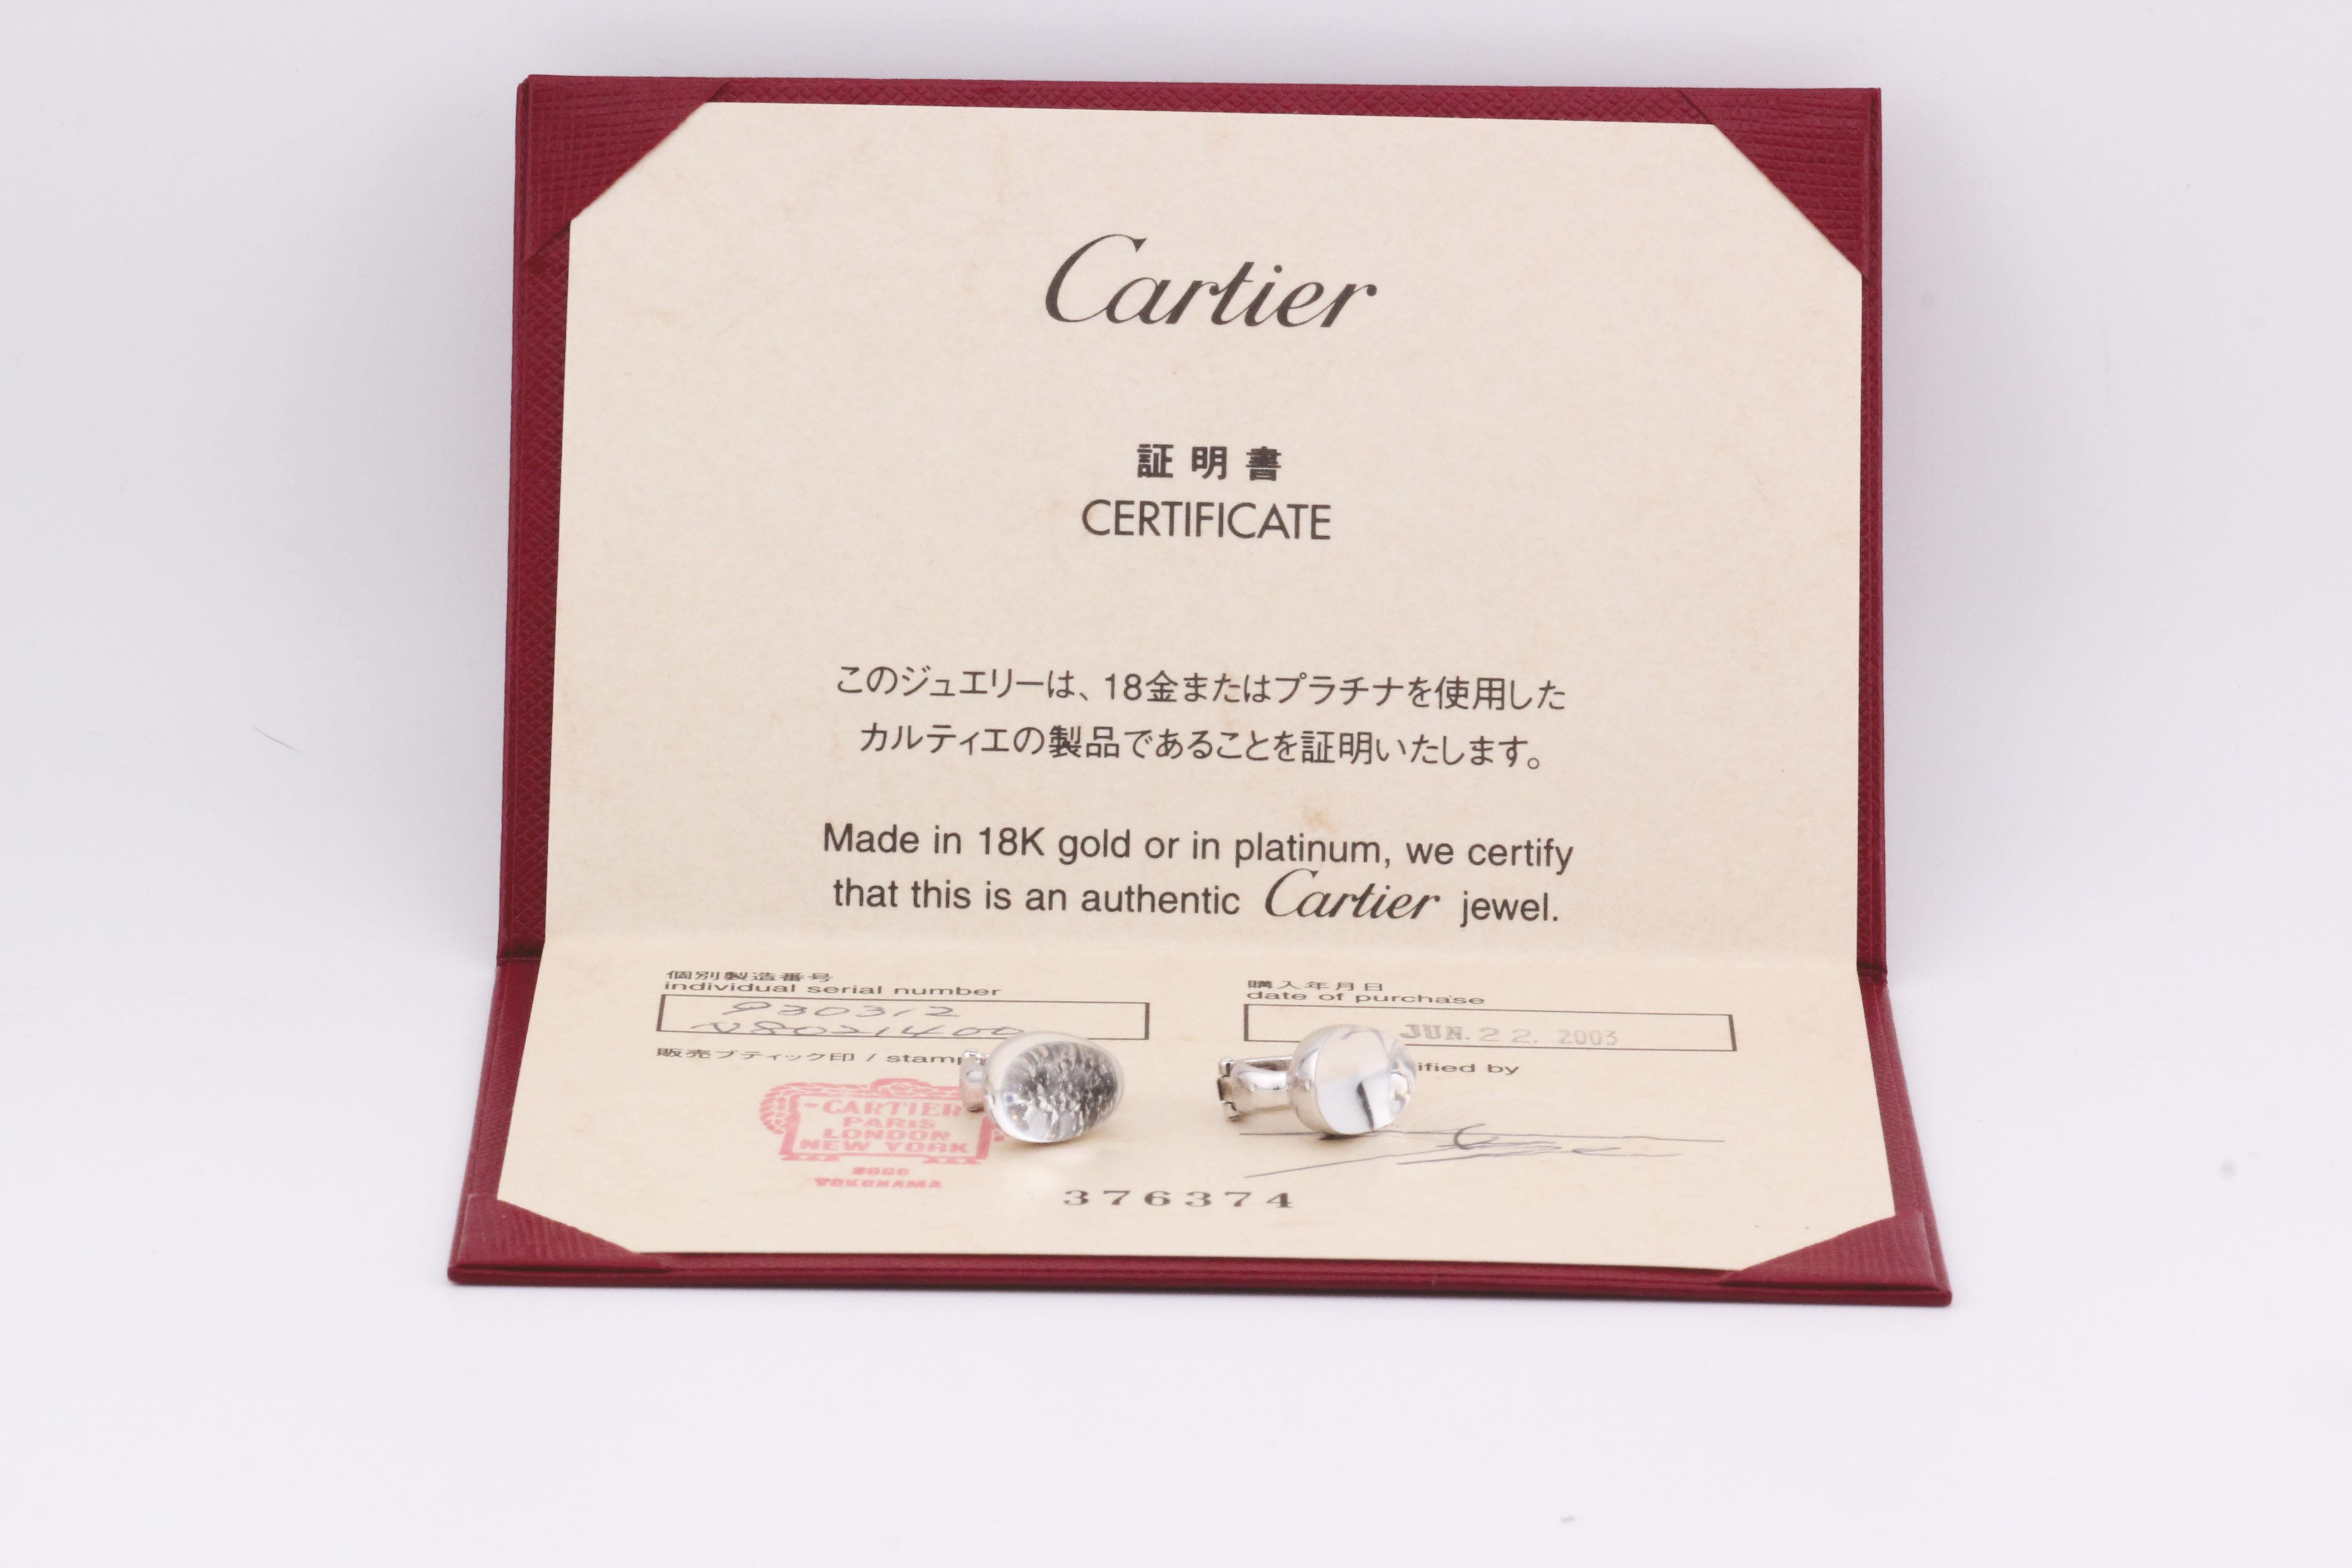 Cartier
証明書
CERTIFICATE
このジュエリーは、18金またはプラチナを使用した
カルティエの製品であることを証明いたします。
Made in 18K gold or in platinum, we certify
that this is an authentic Cartier jewel.
個別製造番号
individual serial number
930312
N8021400
購入年月日
date of purchase
JUN. 22. 2003
販売ブティック印 / stamp
ified by
CARTIER
PARIS
LONDON
NEW YORK
SOGO
YOKOHAMA
376374